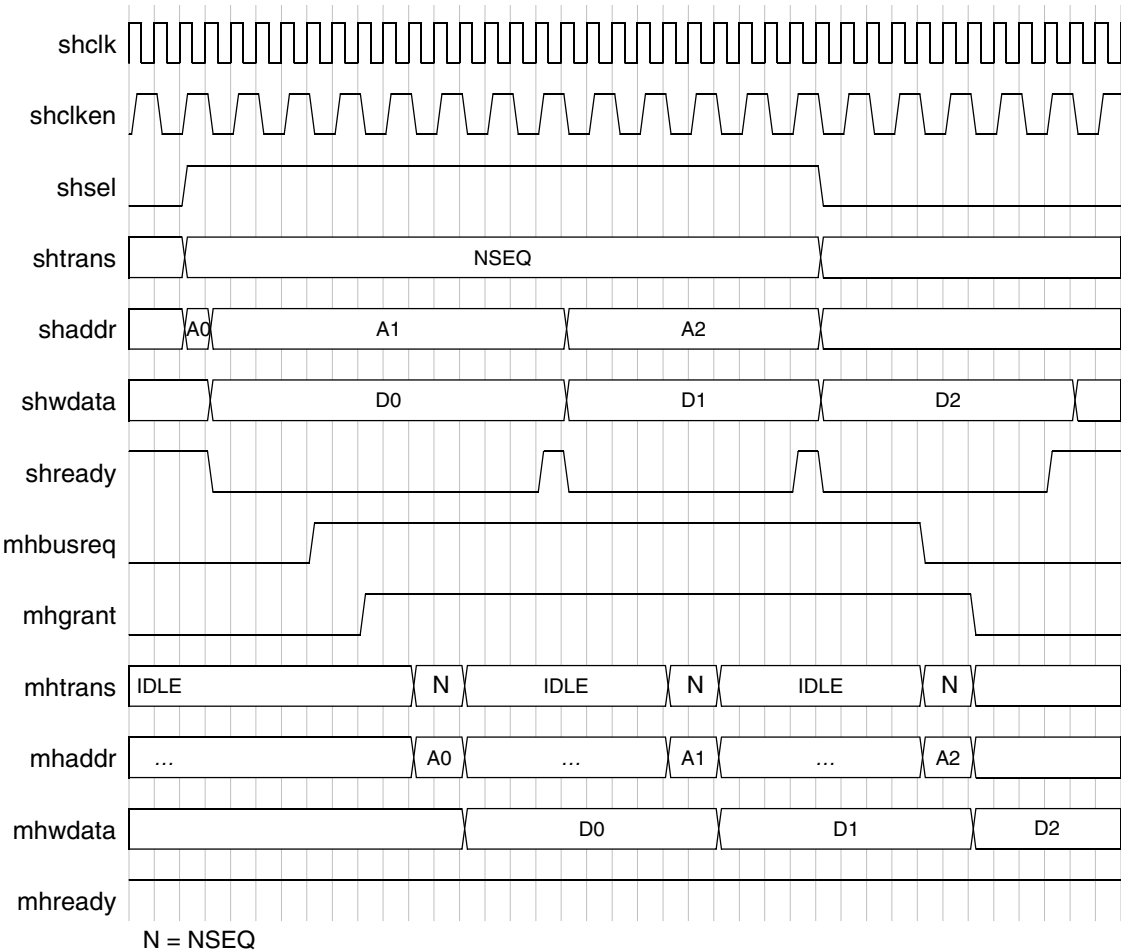 shclk
shclken
shsel
shtrans NSEQ
shaddr A0 A1 A2
shwdata D0 D1 D2
shready
mhbusreq
mhgrant
mhtrans IDLE N IDLE N IDLE N
mhaddr ... A0 ... A1 ... A2
mhwdata D0 D1 D2
mhready
N = NSEQ